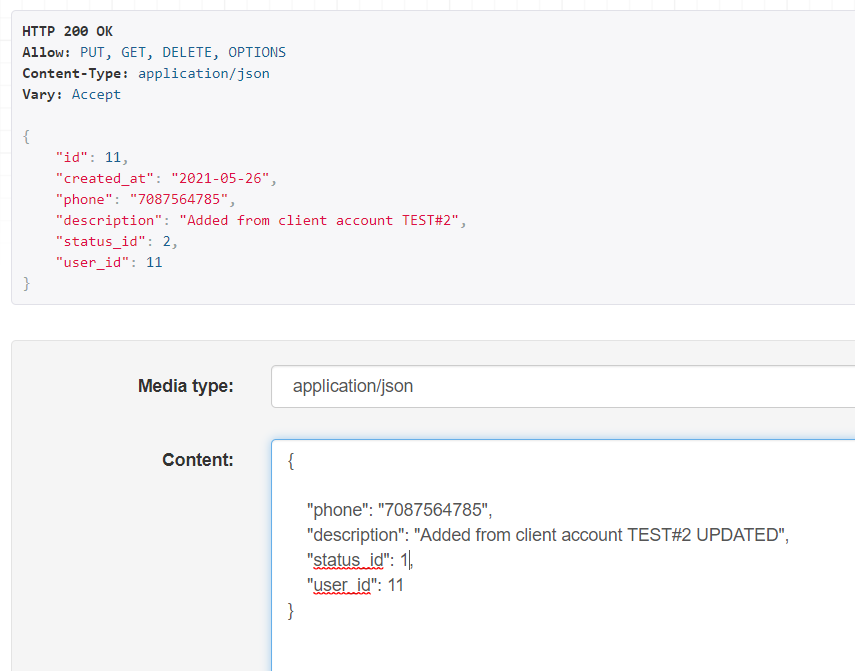 HTTP 200 OK
Allow: PUT, GET, DELETE, OPTIONS
Content-Type: application/json
Vary: Accept
{
"id": 11,
"created_at": "2021-05-26",
"phone": "7087564785",
"description": "Added from client account TEST#2",
"status_id": 2,
"user_id": 11
}
Media type: application/json
Content:
{
"phone": "7087564785",
"description": "Added from client account TEST#2 UPDATED",
"status_id": 1,
"user_id": 11
}